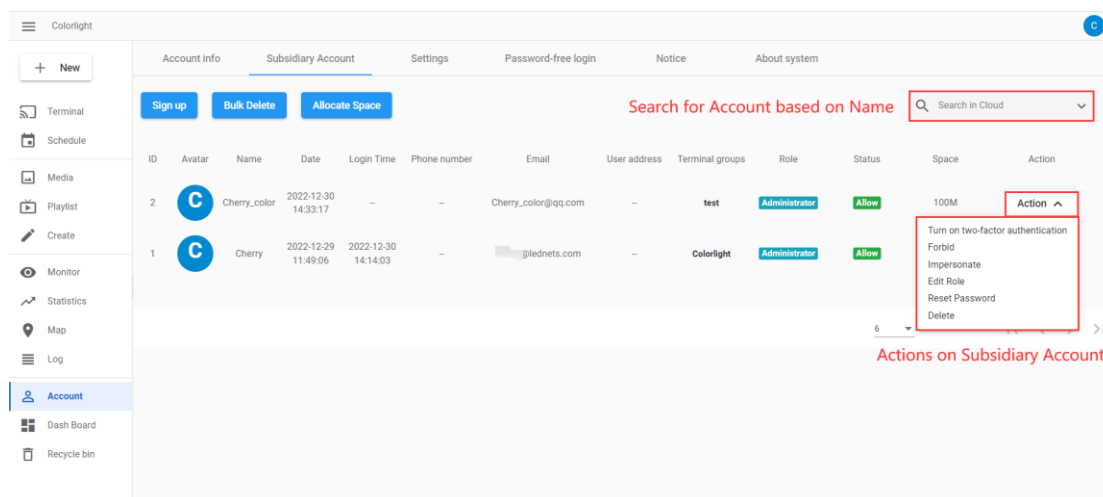 Colorlight
C
New
Account info Subsidiary Account Settings Password-free login Notice About system
Sign up Bulk Delete Allocate Space Search for Account based on Name Search in Cloud
Terminal
Schedule
Media
Playlist
Create
Monitor
Statistics
Map
Log
Account
Dash Board
Recycle bin
ID Avatar Name Date Login Time Phone number Email User address Terminal groups Role Status Space Action
2 C Cherry_color 2022-12-30 – – Cherry_color@qq.com – test Administrator Allow 100M Action
14:33:17
1 C Cherry 2022-12-29 2022-12-30 – @lednets.com – Colorlight Administrator Allow
11:49:06 14:14:03
Turn on two-factor authentication
Forbid
Impersonate
Edit Role
Reset Password
Delete
6
Actions on Subsidiary Account